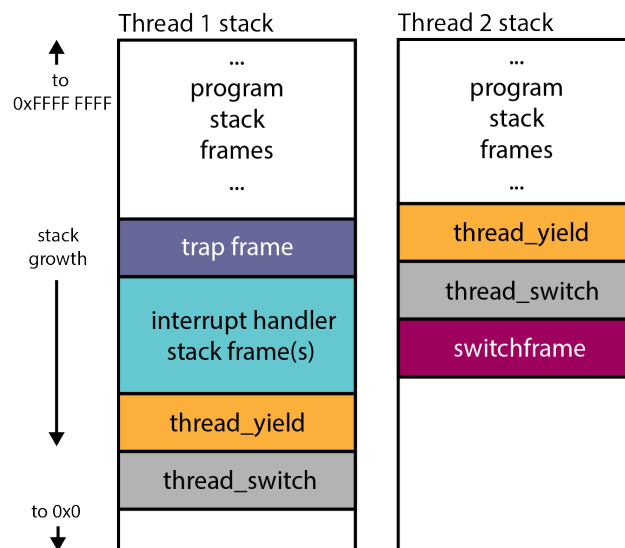 Thread 1 stack
Thread 2 stack
to
0xFFFF FFFF
...
program
stack
frames
...
...
program
stack
frames
...
stack
growth
trap frame
interrupt handler
stack frame(s)
thread_yield
thread_switch
thread_yield
thread_switch
switchframe
to 0x0